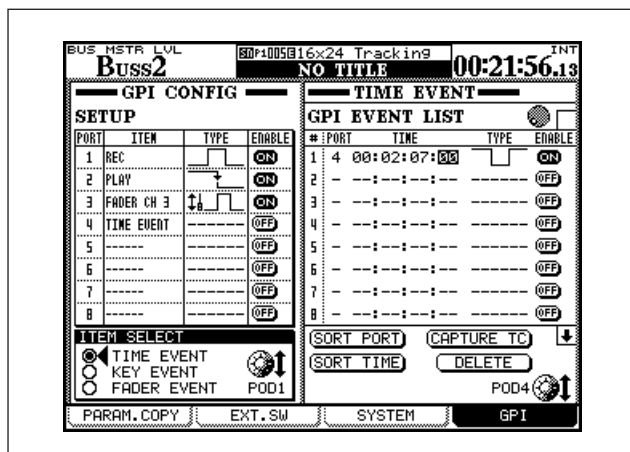 BUS MSTR LVL
Buss2
16x24 Tracking
NO TITLE
INT
00:21:56.13
GPI CONFIG
SETUP
PORT ITEM TYPE ENABLE
1 REC ON
2 PLAY ON
3 FADER CH 3 ON
4 TIME EVENT ------- OFF
5 ------ ------- OFF
6 ------ ------- OFF
7 ------ ------- OFF
8 ------ ------- OFF
ITEM SELECT
TIME EVENT
KEY EVENT
FADER EVENT
POD1
TIME EVENT
GPI EVENT LIST
# PORT TIME TYPE ENABLE
1 4 00:02:07:00 ON
2 - --:--:--:-- ------- OFF
3 - --:--:--:-- ------- OFF
4 - --:--:--:-- ------- OFF
5 - --:--:--:-- ------- OFF
6 - --:--:--:-- ------- OFF
7 - --:--:--:-- ------- OFF
8 - --:--:--:-- ------- OFF
SORT PORT CAPTURE TC
SORT TIME DELETE
POD4
PARAM.COPY EXT.SW SYSTEM GPI